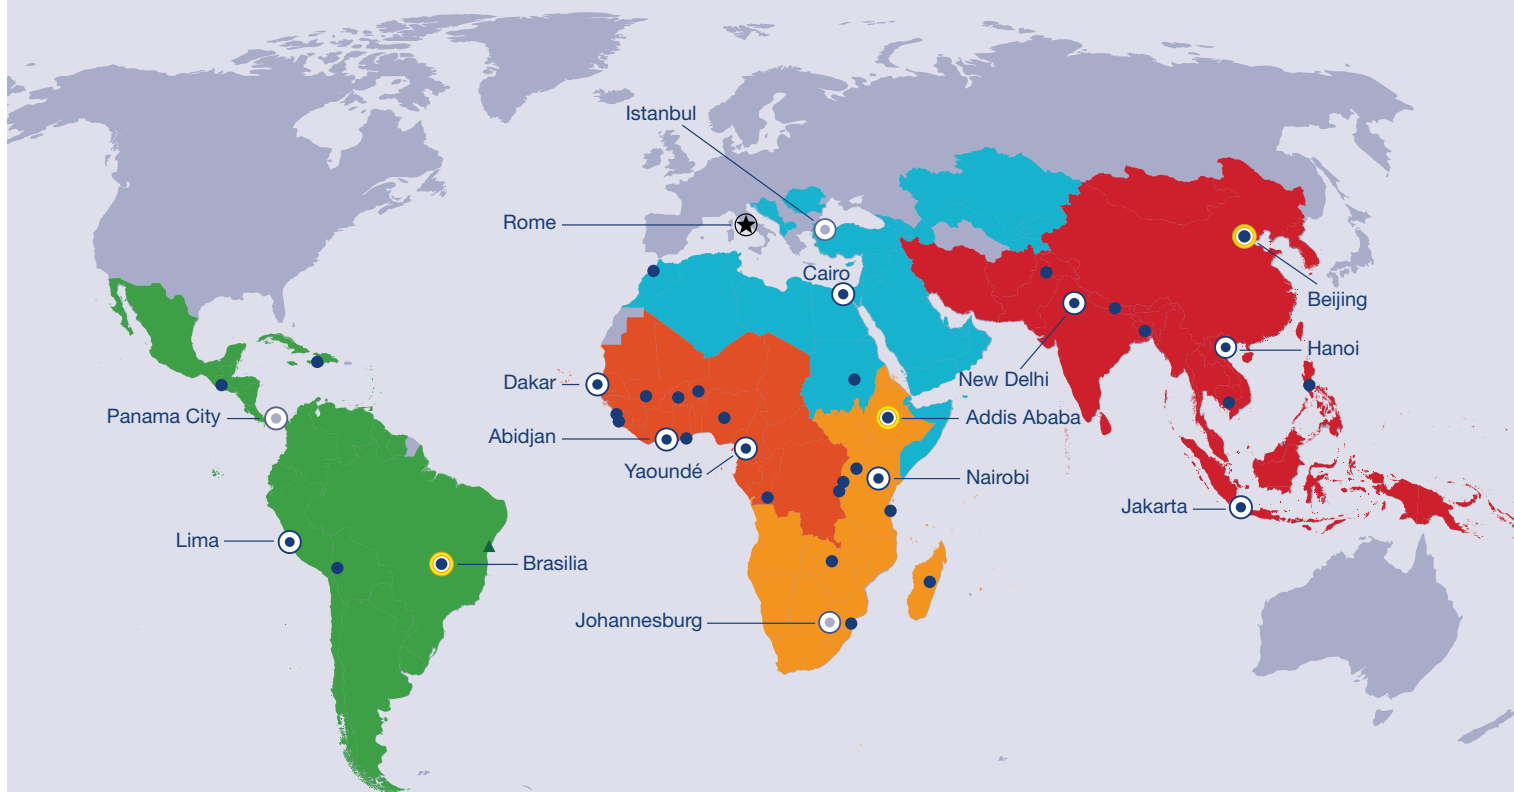 Istanbul
Rome
Cairo
Beijing
Hanoi
New Delhi
Dakar
Panama City
Addis Ababa
Abidjan
Yaoundé
Nairobi
Jakarta
Lima
Brasilia
Johannesburg